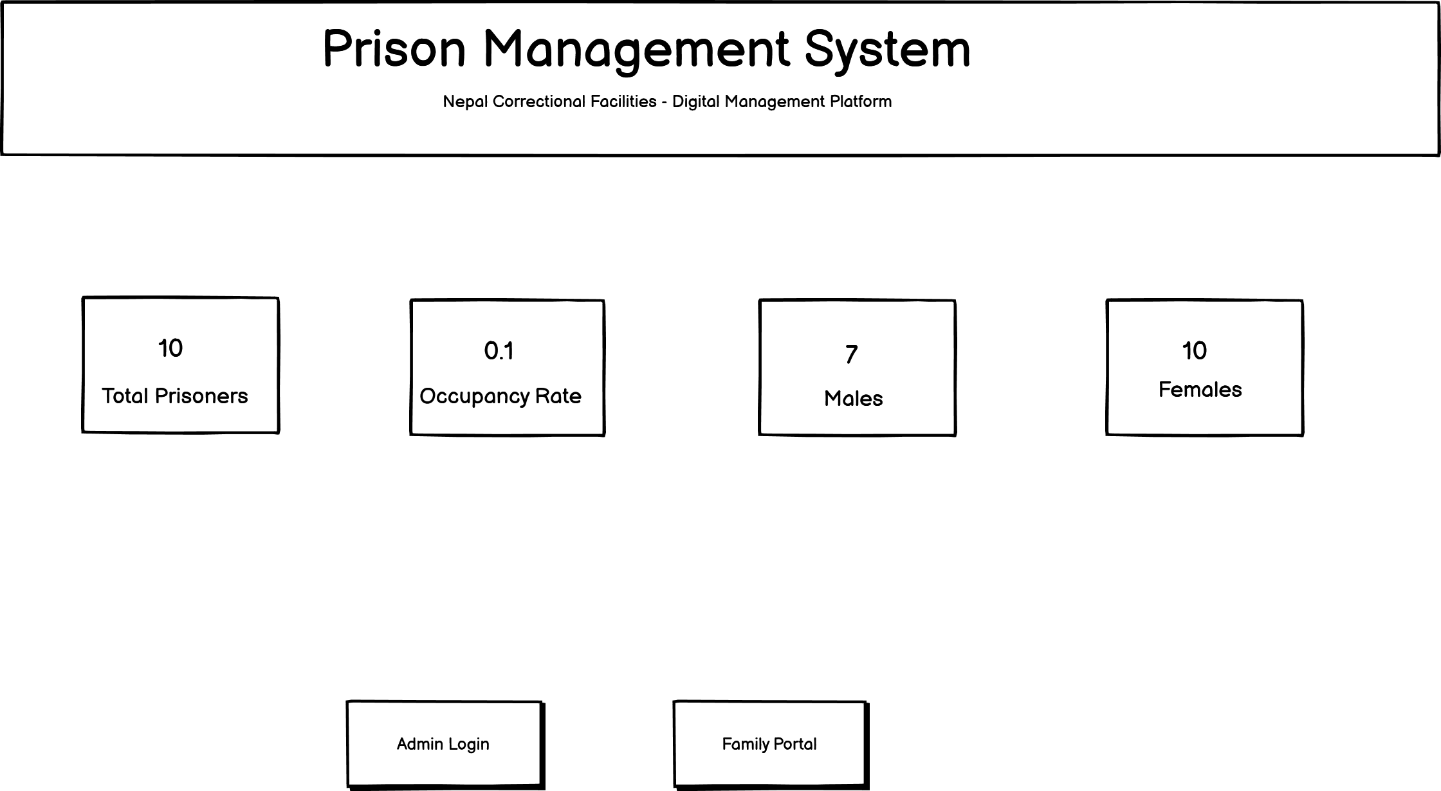 Prison Management System
Nepal Correctional Facilities - Digital Management Platform
10
Total Prisoners
0.1
Occupancy Rate
7
Males
10
Females
Admin Login
Family Portal